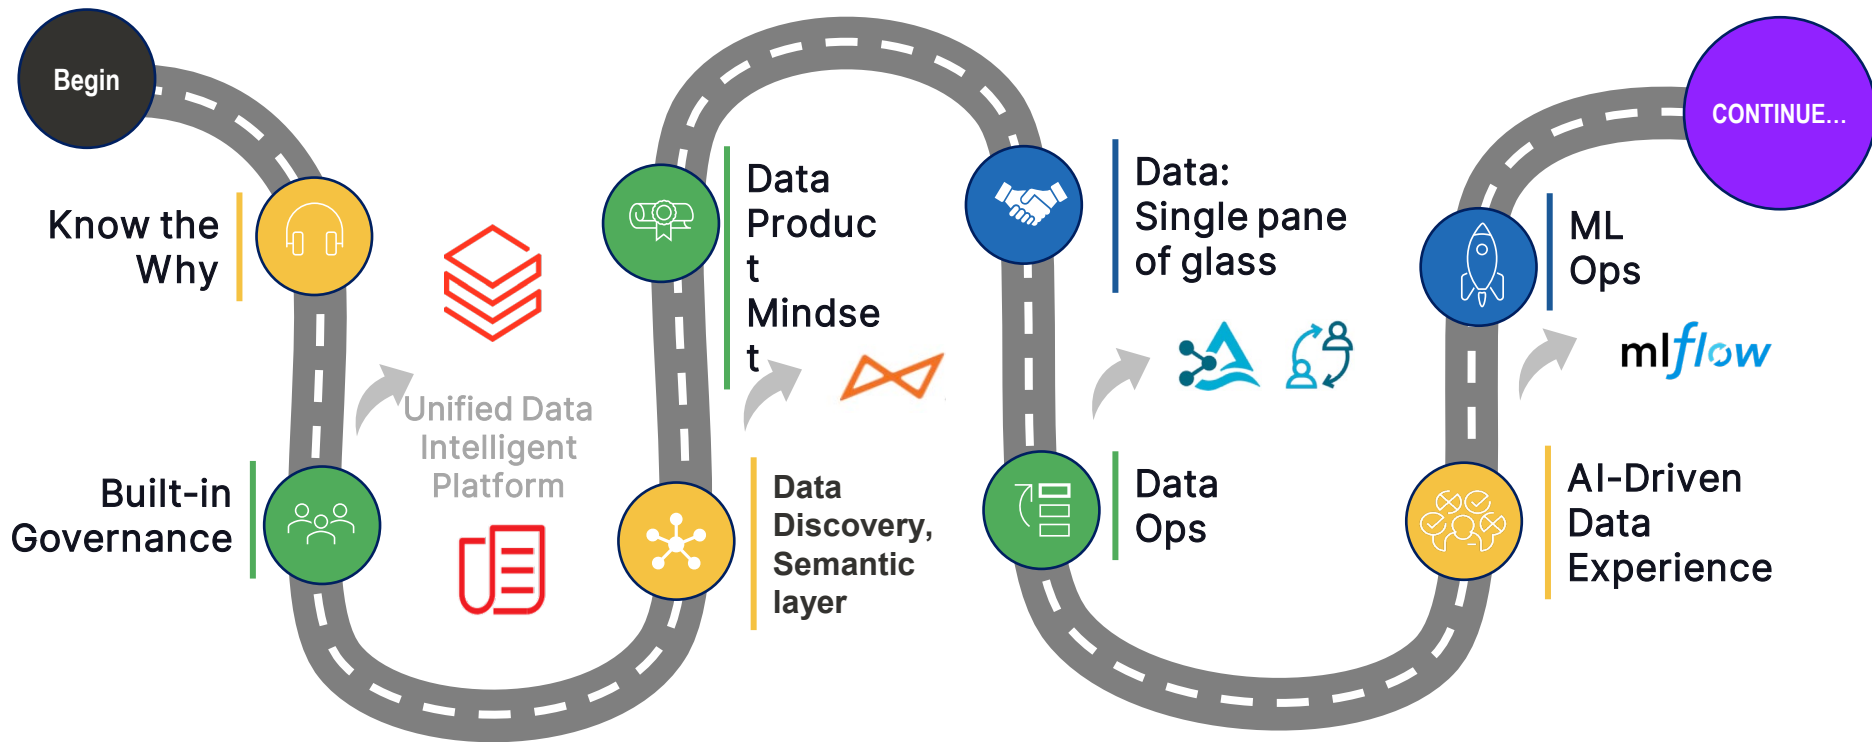 Begin
Know the
Why
Built-in
Governance
Unified Data
Intelligent
Platform
Data
Produc
t
Mindse
t
Data
Discovery,
Semantic
layer
Data:
Single pane
of glass
Data
Ops
ML
Ops
mlflow
AI-Driven
Data
Experience
CONTINUE...